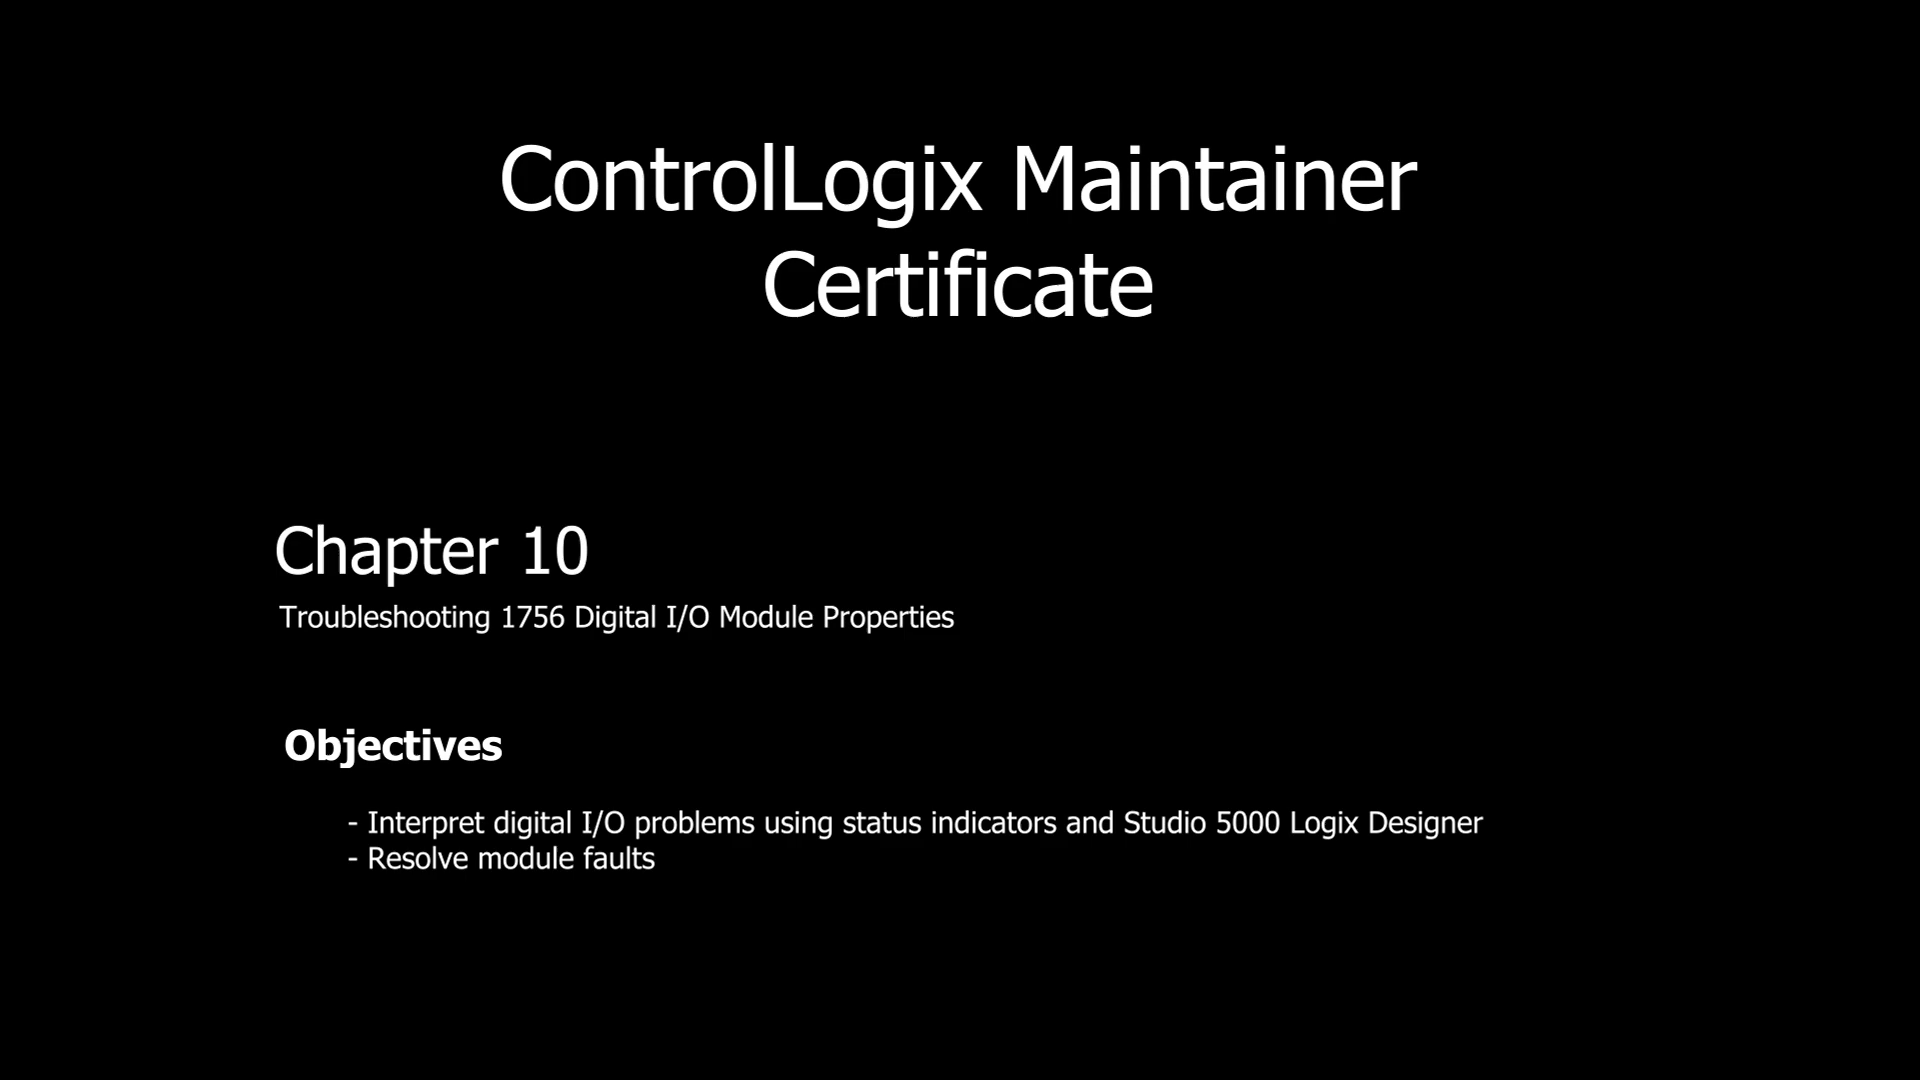 ControlLogix Maintainer
Certificate
Chapter 10
Troubleshooting 1756 Digital I/O Module Properties
Objectives
- Interpret digital I/O problems using status indicators and Studio 5000 Logix Designer
- Resolve module faults